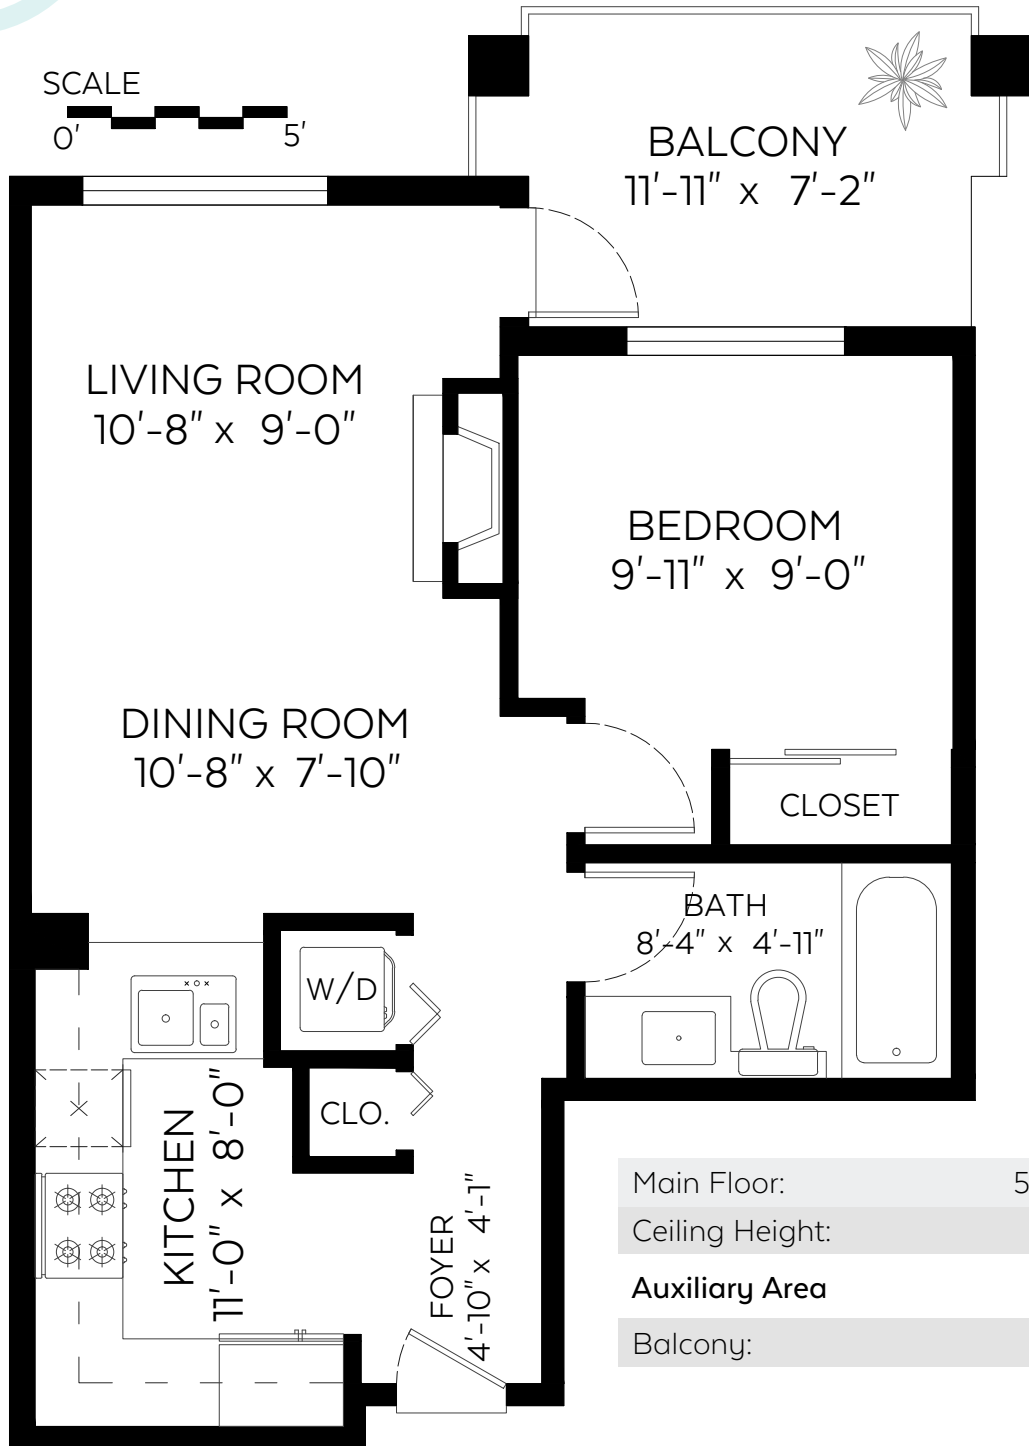 SCALE
0' 5'
BALCONY
11'-11" x 7'-2"
LIVING ROOM
10'-8" x 9'-0"
BEDROOM
9'-11" x 9'-0"
DINING ROOM
10'-8" x 7'-10"
CLOSET
BATH
8'-4" x 4'-11"
W/D
CLO.
KITCHEN
11'-0" x 8'-0"
FOYER
4'-10" x 4'-1"
Main Floor: 5
Ceiling Height:
Auxiliary Area
Balcony: